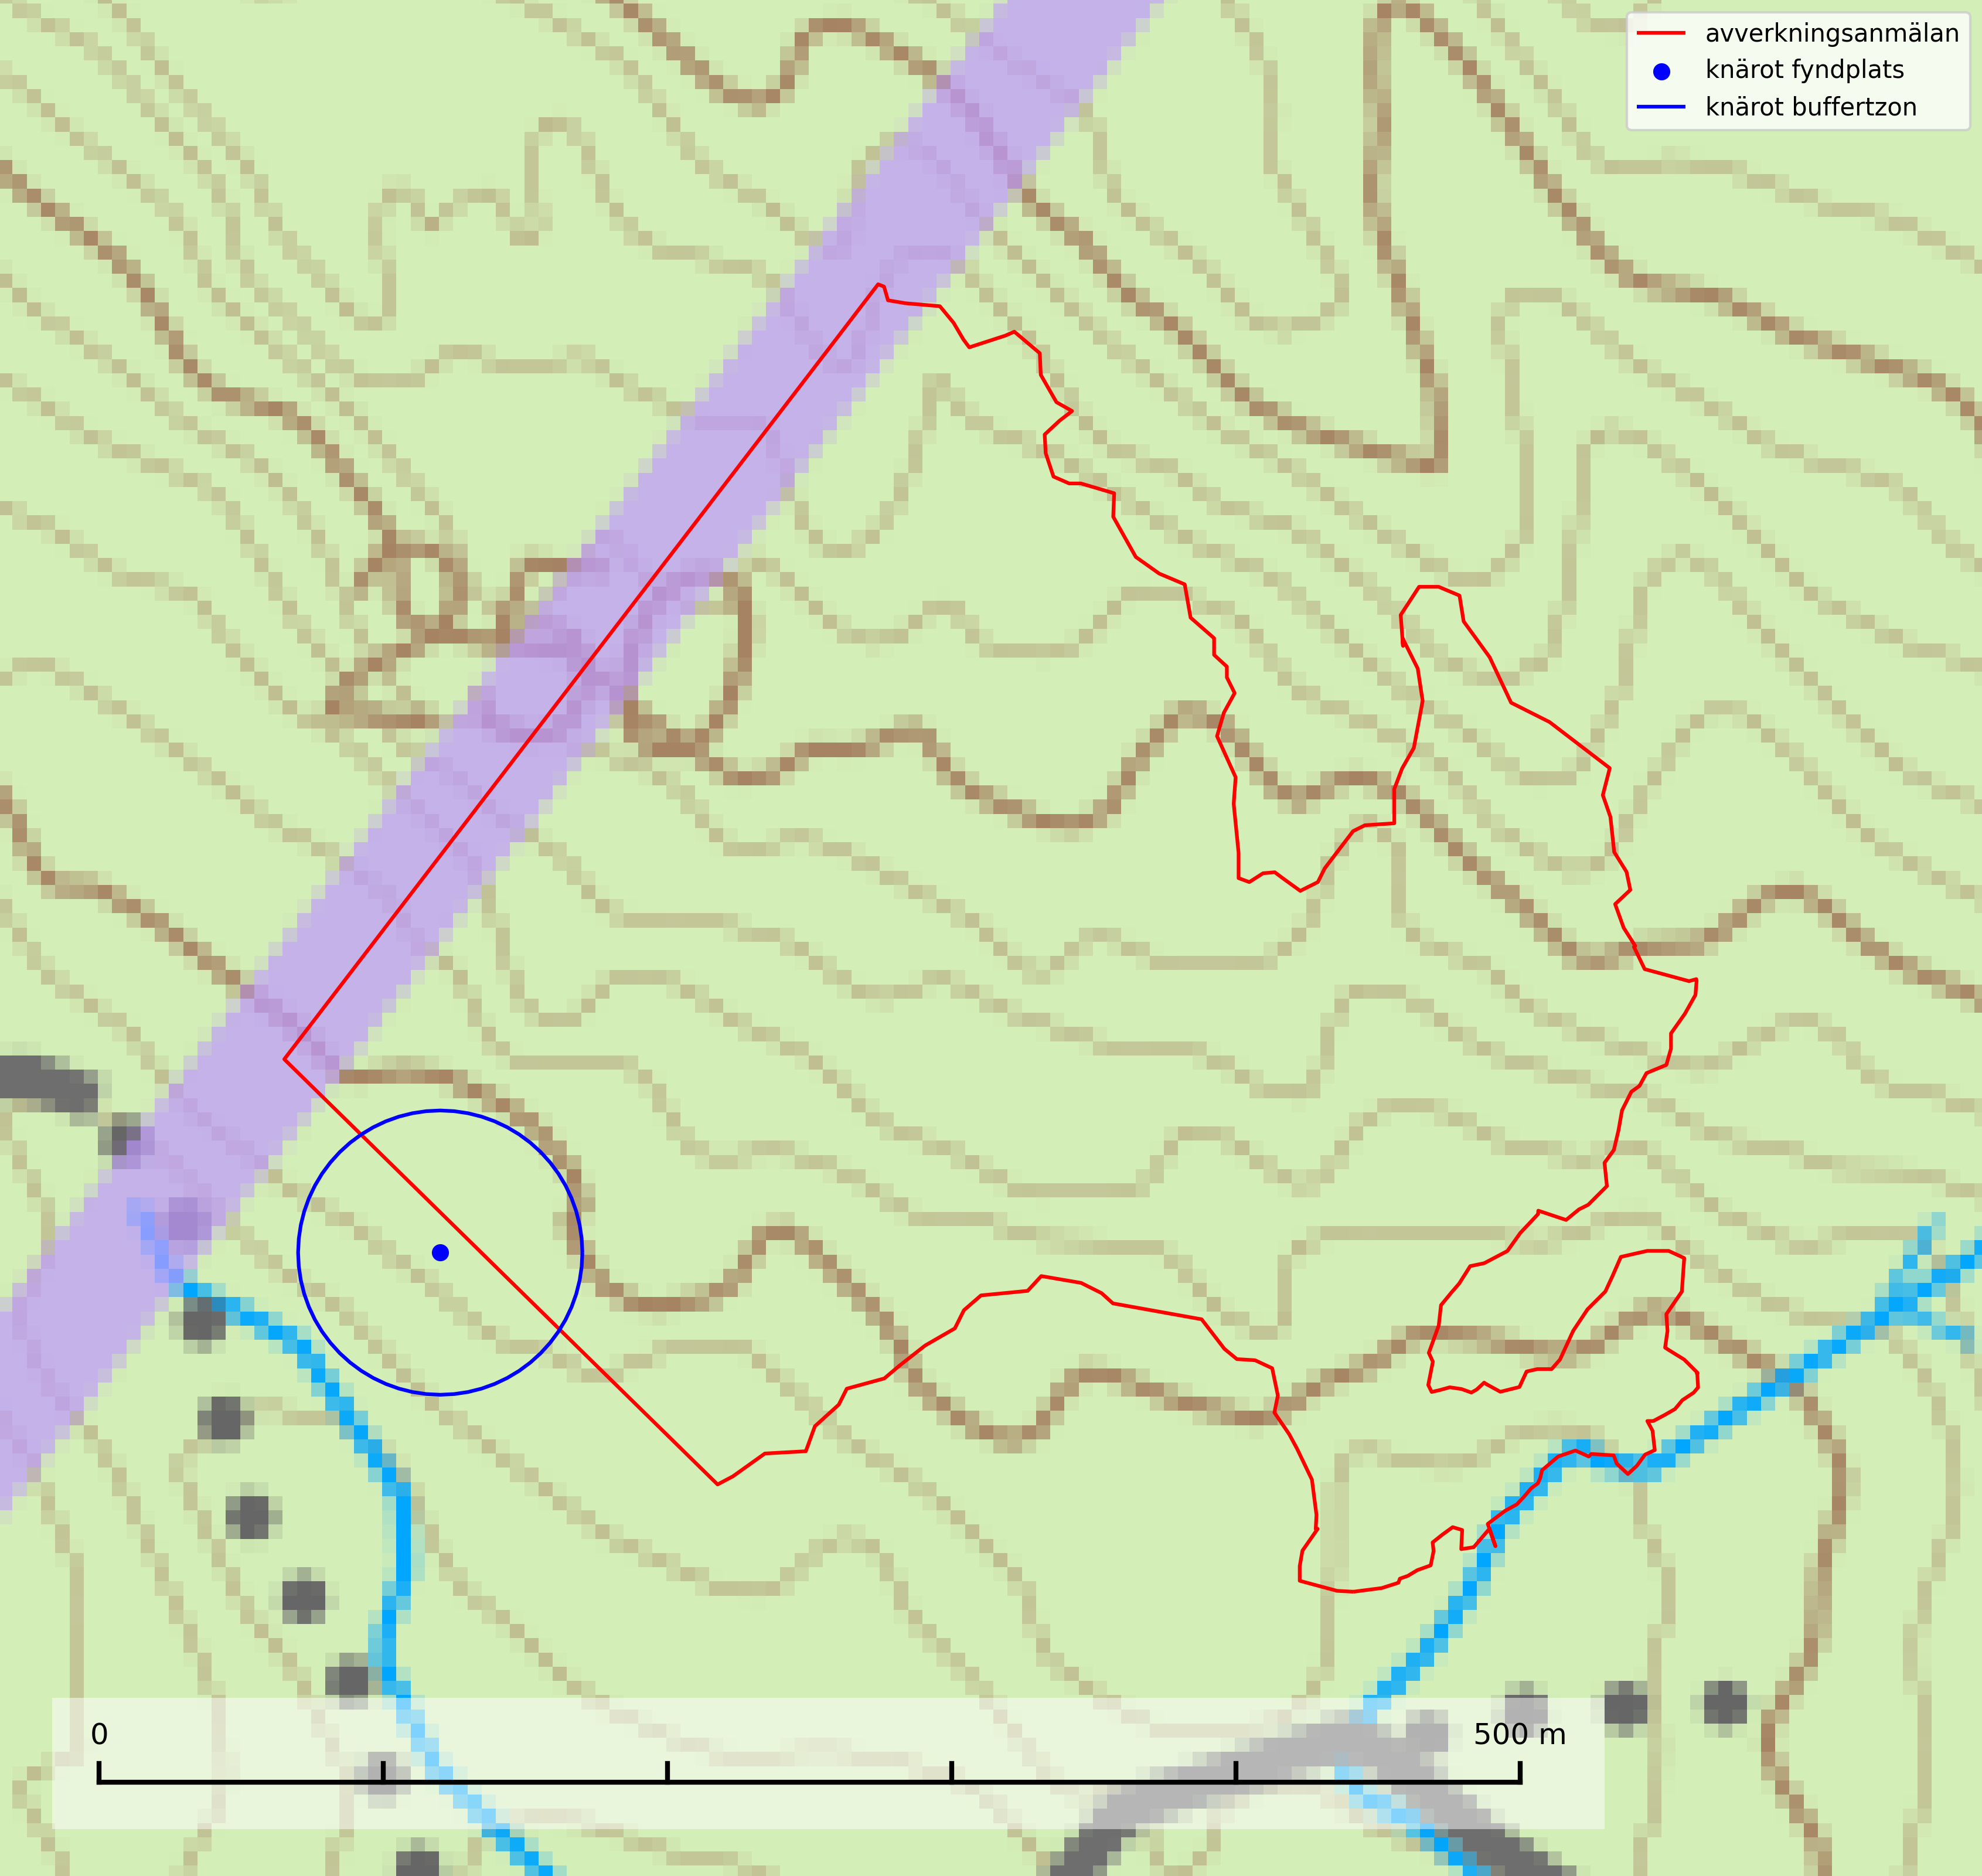 avverkningsanmälan
knärot fyndplats
knärot buffertzon
0
500 m